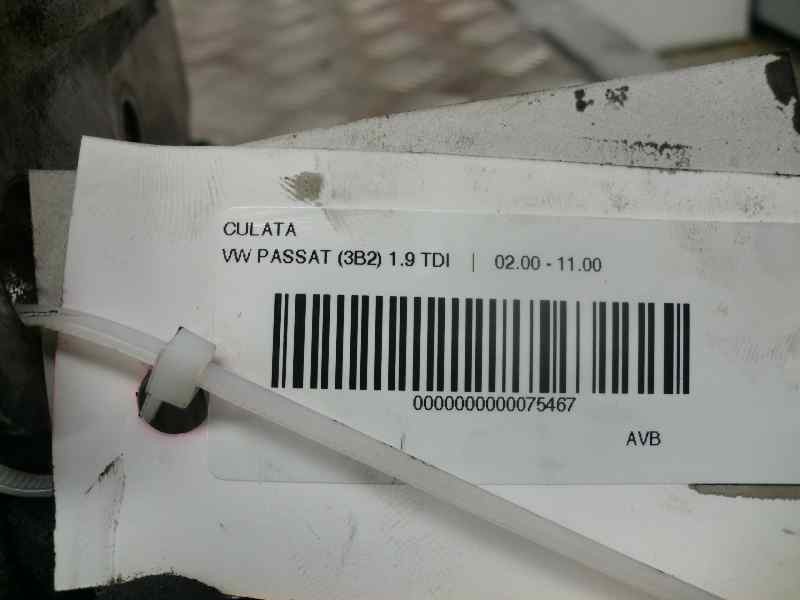 CULATA
VW PASSAT (3B2) 1.9 TDI | 02.00 - 11.00
0000000000075467
AVB